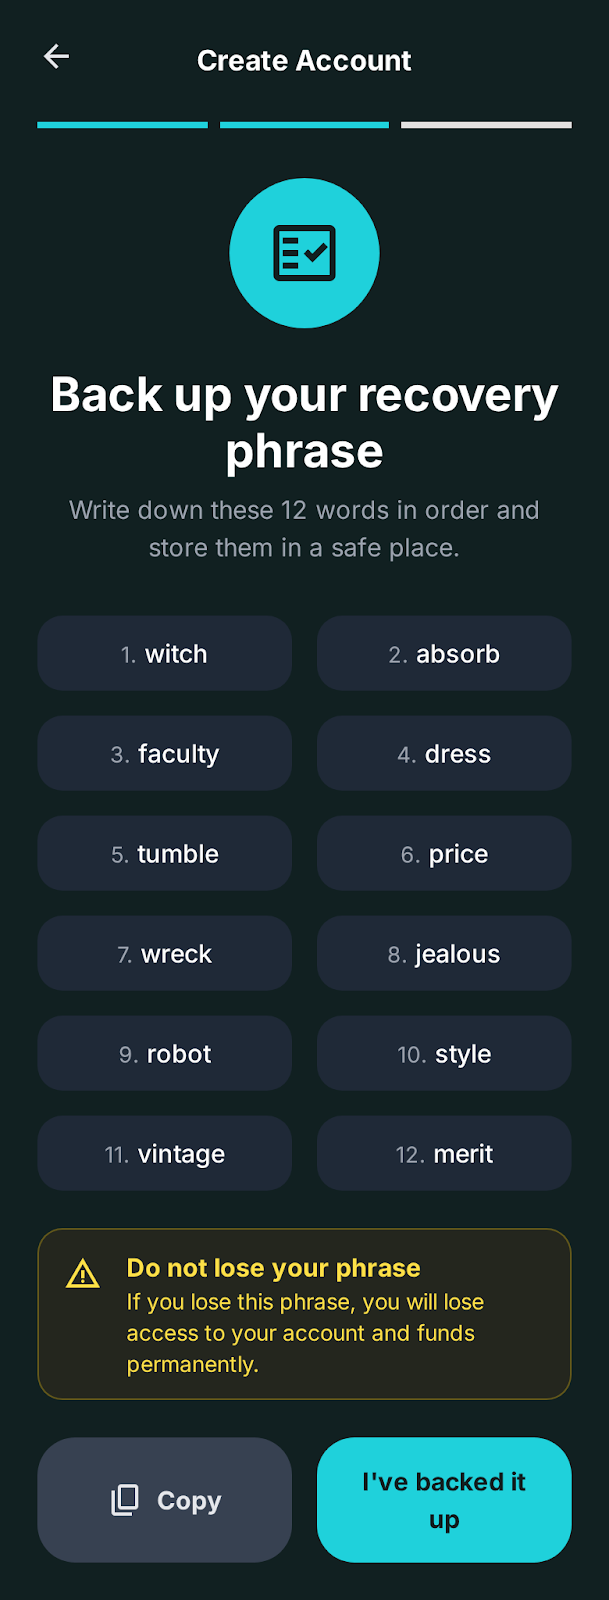 Create Account
Back up your recovery
phrase
Write down these 12 words in order and
store them in a safe place.
1. witch
2. absorb
3. faculty
4. dress
5. tumble
6. price
7. wreck
8. jealous
9. robot
10. style
11. vintage
12. merit
Do not lose your phrase
If you lose this phrase, you will lose
access to your account and funds
permanently.
Copy
I've backed it
up